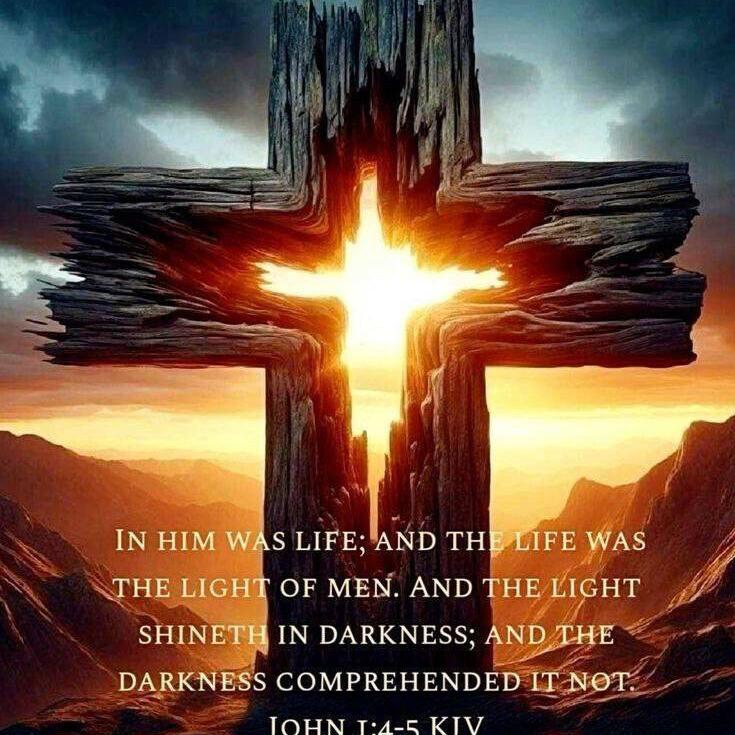 In him was life; and the life was
the light of men. And the light
shineth in darkness; and the
darkness comprehended it not.
John 1:4-5 KJV